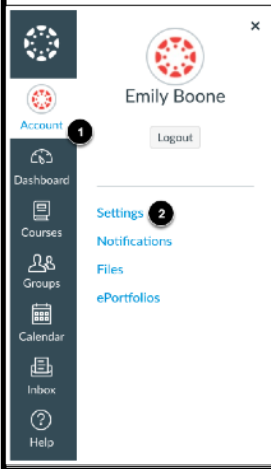 ×
Emily Boone
Logout
Account 1
Dashboard
Courses
Groups
Calendar
Inbox
Help
Settings 2
Notifications
Files
ePortfolios